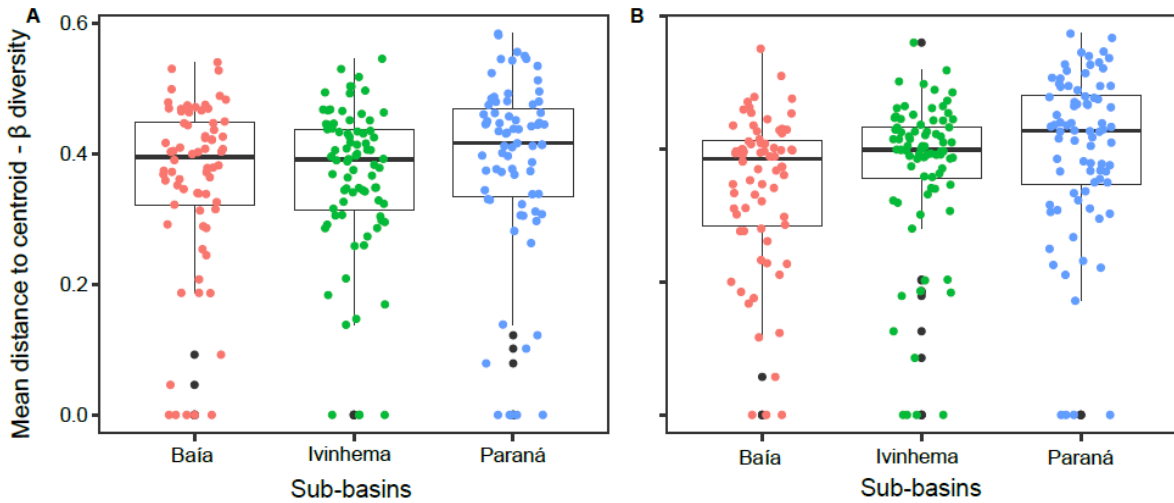 A
B
Mean distance to centroid - β diversity
0.6
0.4
0.2
0.0
Baía Ivinhema Paraná
Sub-basins
Baía Ivinhema Paraná
Sub-basins